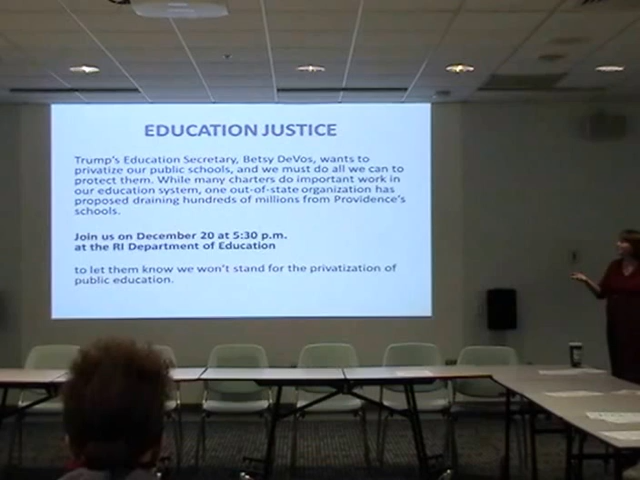 EDUCATION JUSTICE
Trump's Education Secretary, Betsy DeVos, wants to
privatize our public schools, and we must do all we can to
protect them. While many charters do important work in
our education system, one out-of-state organization has
proposed draining hundreds of millions from Providence's
schools.
Join us on December 20 at 5:30 p.m.
at the RI Department of Education
to let them know we won't stand for the privatization of
public education.